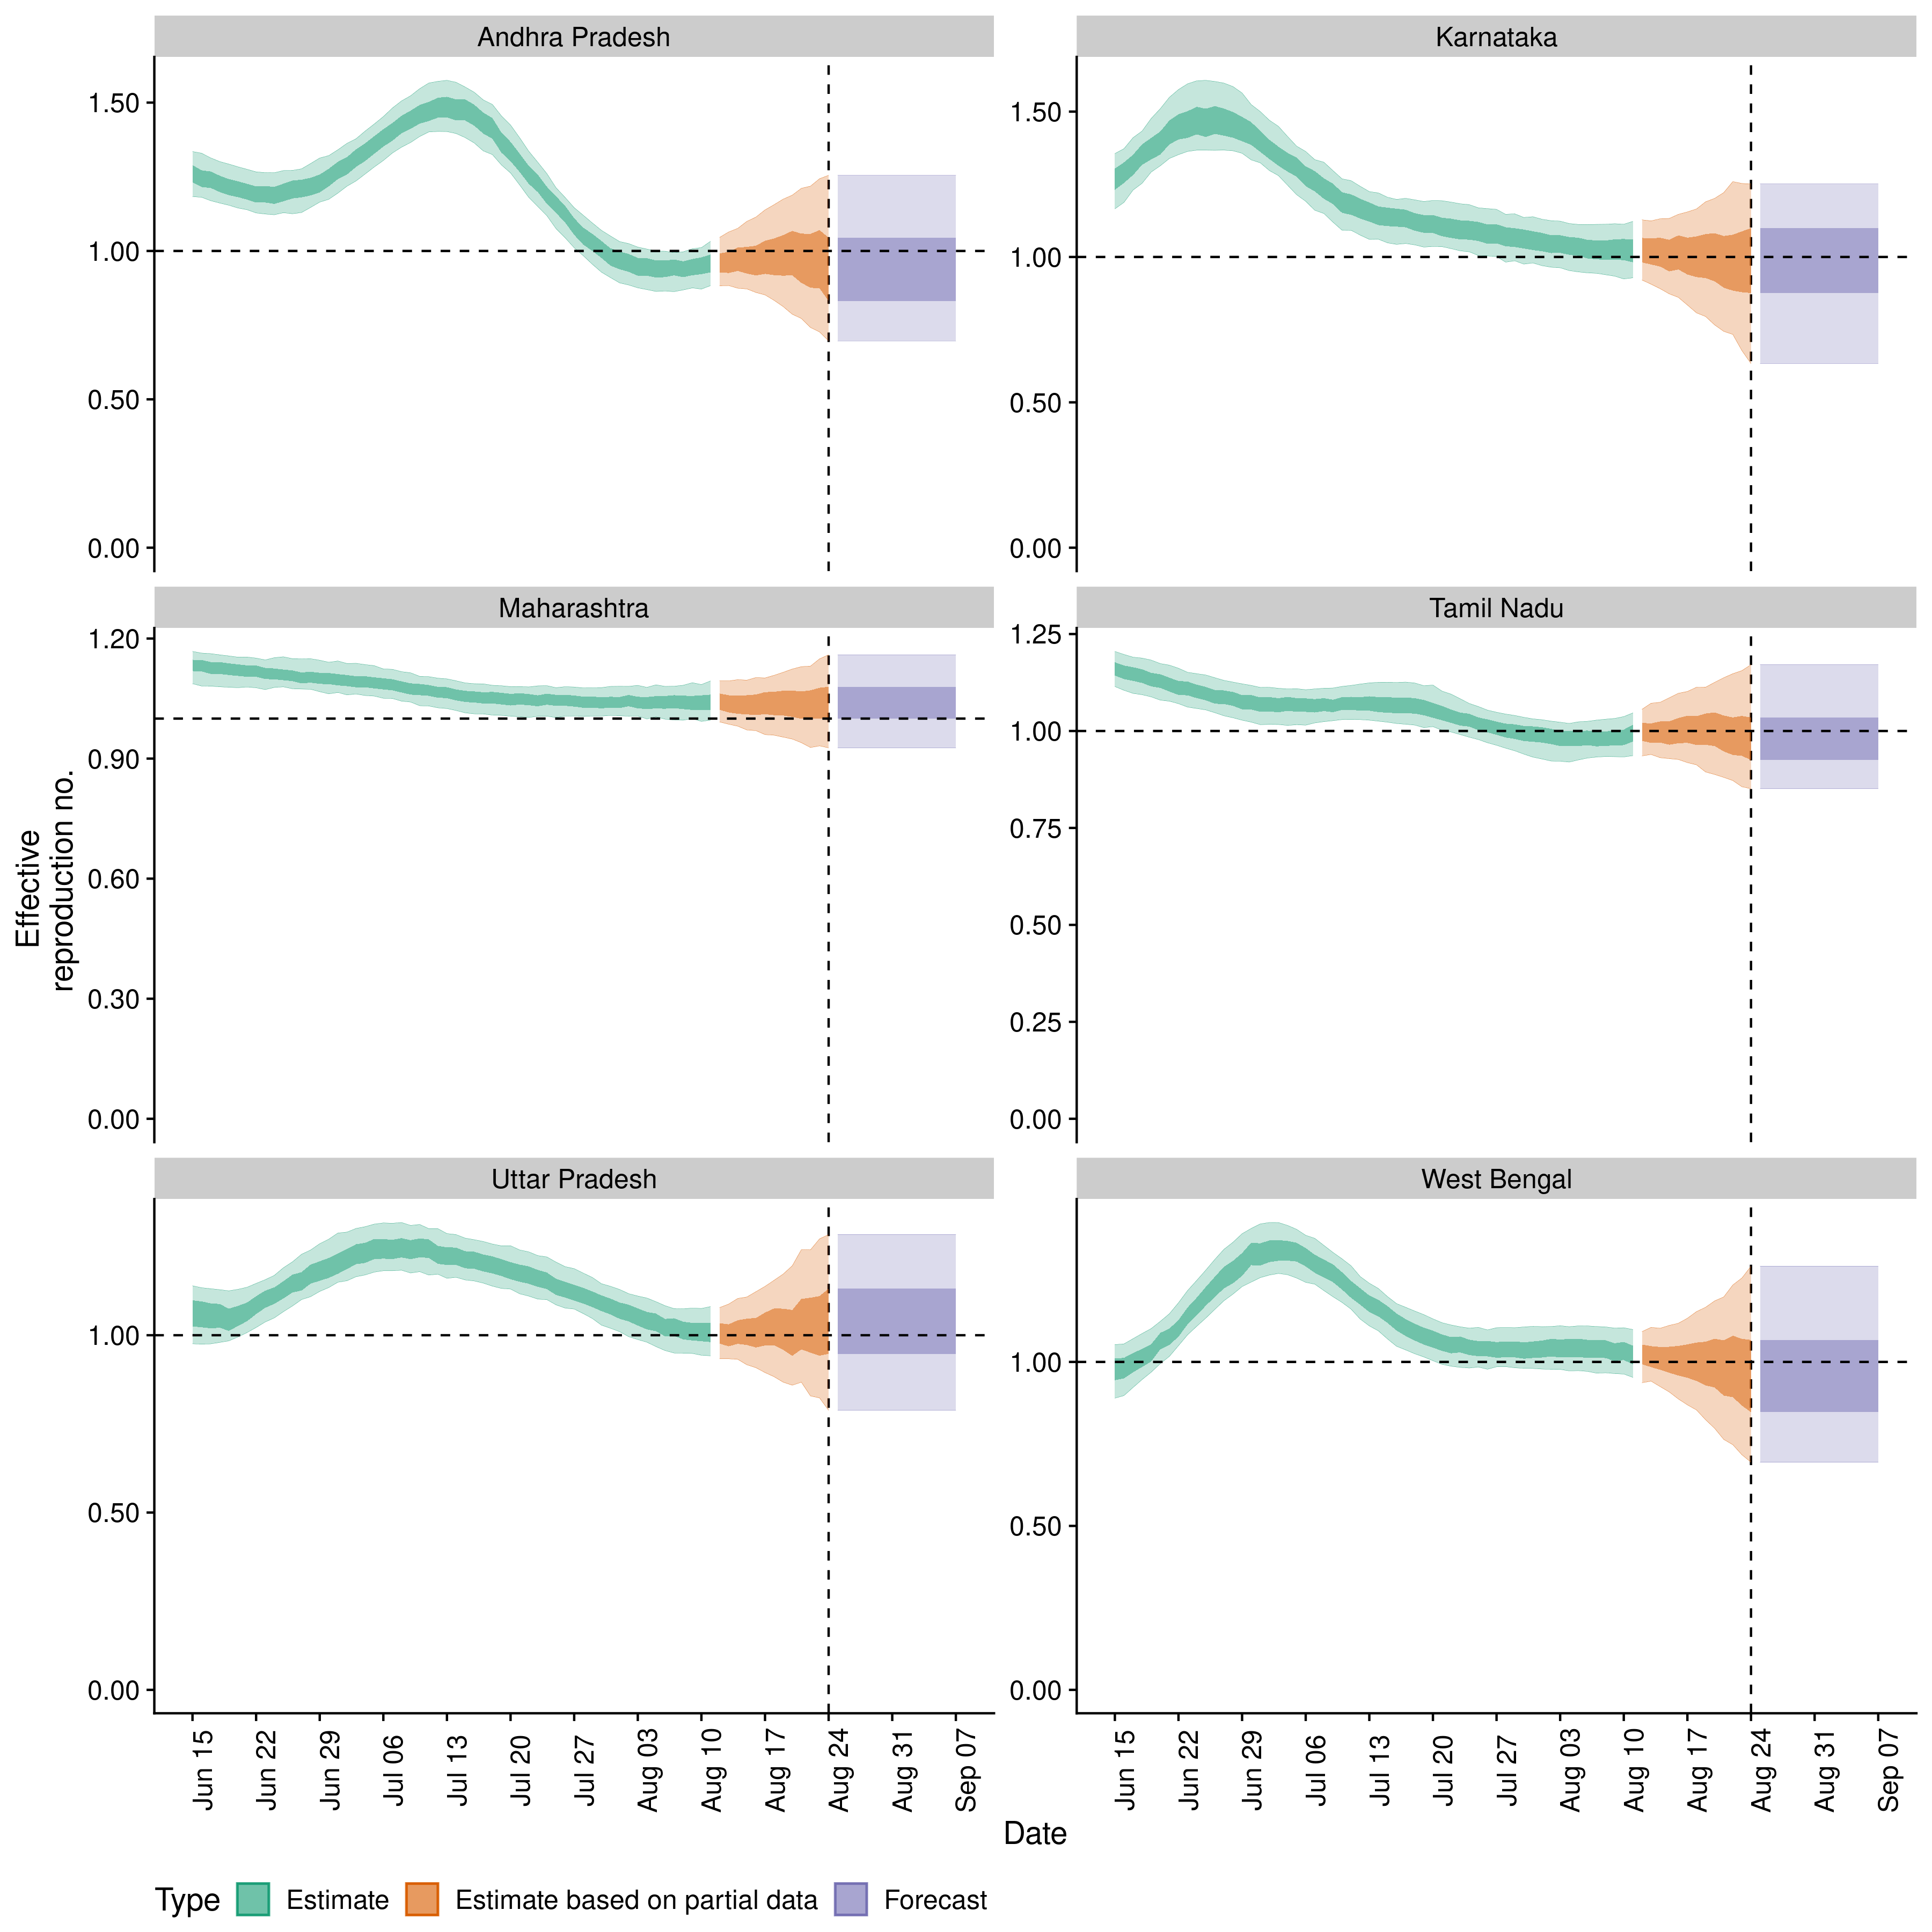 Andhra Pradesh
Karnataka
1.50
1.00
0.50
0.00
1.50
1.00
0.50
0.00
Maharashtra
Tamil Nadu
1.20
0.90
0.60
0.30
0.00
1.25
1.00
0.75
0.50
0.25
0.00
Effective
reproduction no.
Uttar Pradesh
West Bengal
1.00
0.50
0.00
1.00
0.50
0.00
Jun 15
Jun 22
Jun 29
Jul 06
Jul 13
Jul 20
Jul 27
Aug 03
Aug 10
Aug 17
Aug 24
Aug 31
Sep 07
Jun 15
Jun 22
Jun 29
Jul 06
Jul 13
Jul 20
Jul 27
Aug 03
Aug 10
Aug 17
Aug 24
Aug 31
Sep 07
Date
Type Estimate Estimate based on partial data Forecast